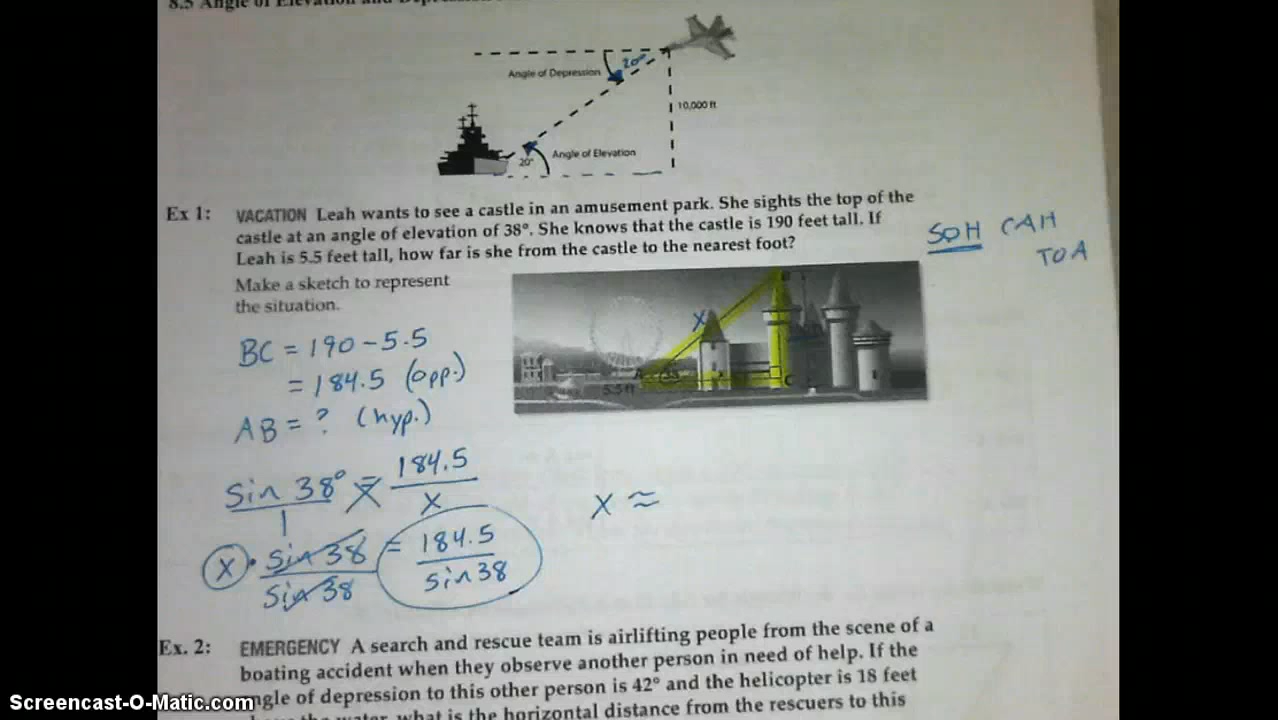 8.5 Angle of Elevation and
20°
Angle of Depression
10,000 ft
Angle of Elevation
20°
Ex 1: VACATION Leah wants to see a castle in an amusement park. She sights the top of the
castle at an angle of elevation of 38°. She knows that the castle is 190 feet tall. If
Leah is 5.5 feet tall, how far is she from the castle to the nearest foot?
SOH CAH
TOA
Make a sketch to represent
the situation.
X
C
5.5 ft
BC = 190 - 5.5
= 184.5 (opp.)
AB = ? (hyp.)
sin 38° = 184.5
1 x
x · sin 38 = 184.5
sin 38 sin 38
x ≈
Ex. 2: EMERGENCY A search and rescue team is airlifting people from the scene of a
boating accident when they observe another person in need of help. If the
angle of depression to this other person is 42° and the helicopter is 18 feet
the water, what is the horizontal distance from the rescuers to this
Screencast-O-Matic.com